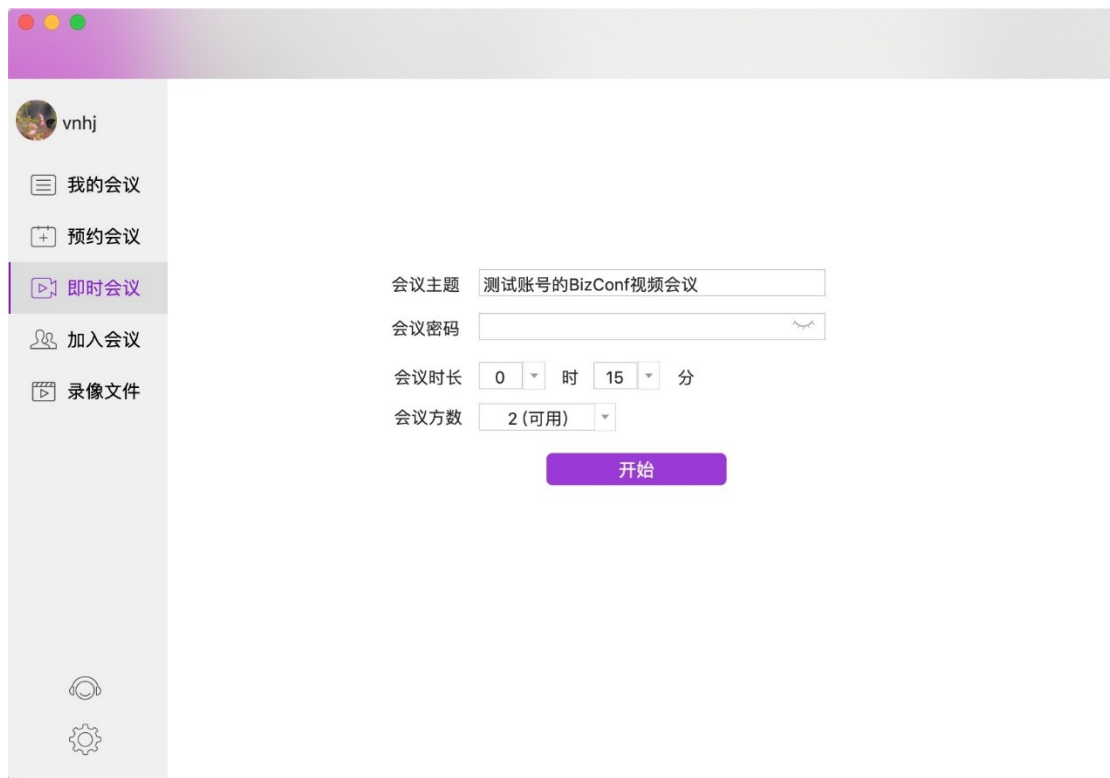 vnhj
我的会议
预约会议
即时会议
加入会议
录像文件
会议主题 测试账号的BizConf视频会议
会议密码
会议时长 0 时 15 分
会议方数 2 (可用)
开始